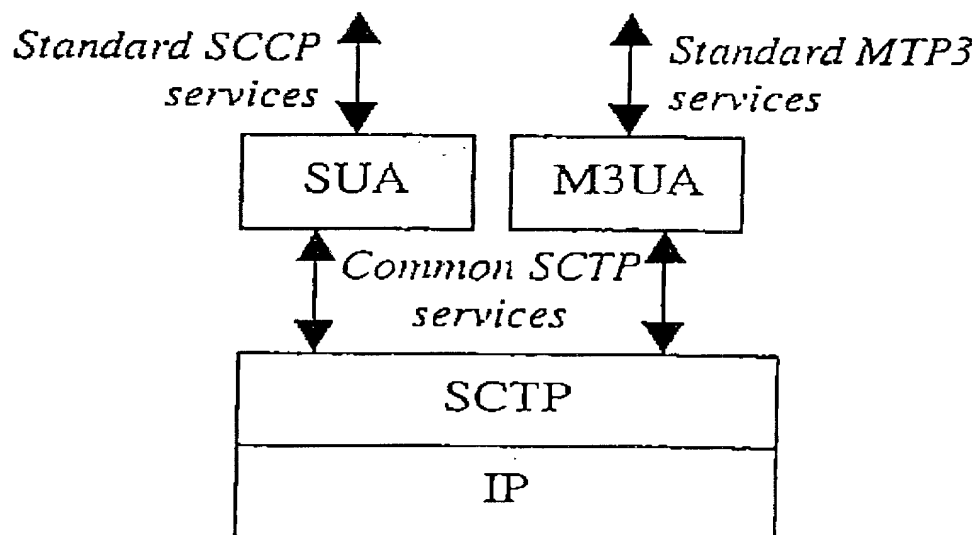 Standard SCCP
services
Standard MTP3
services
SUA
M3UA
Common SCTP
services
SCTP
IP